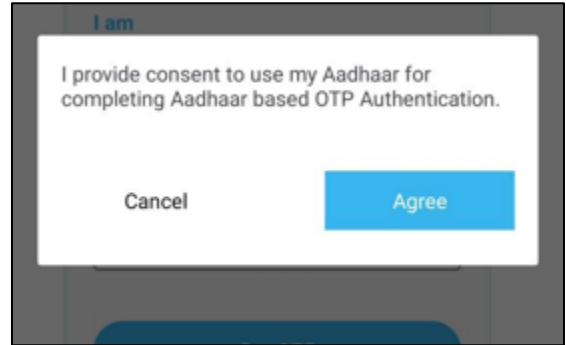 I am
I provide consent to use my Aadhaar for
completing Aadhaar based OTP Authentication.
Cancel
Agree